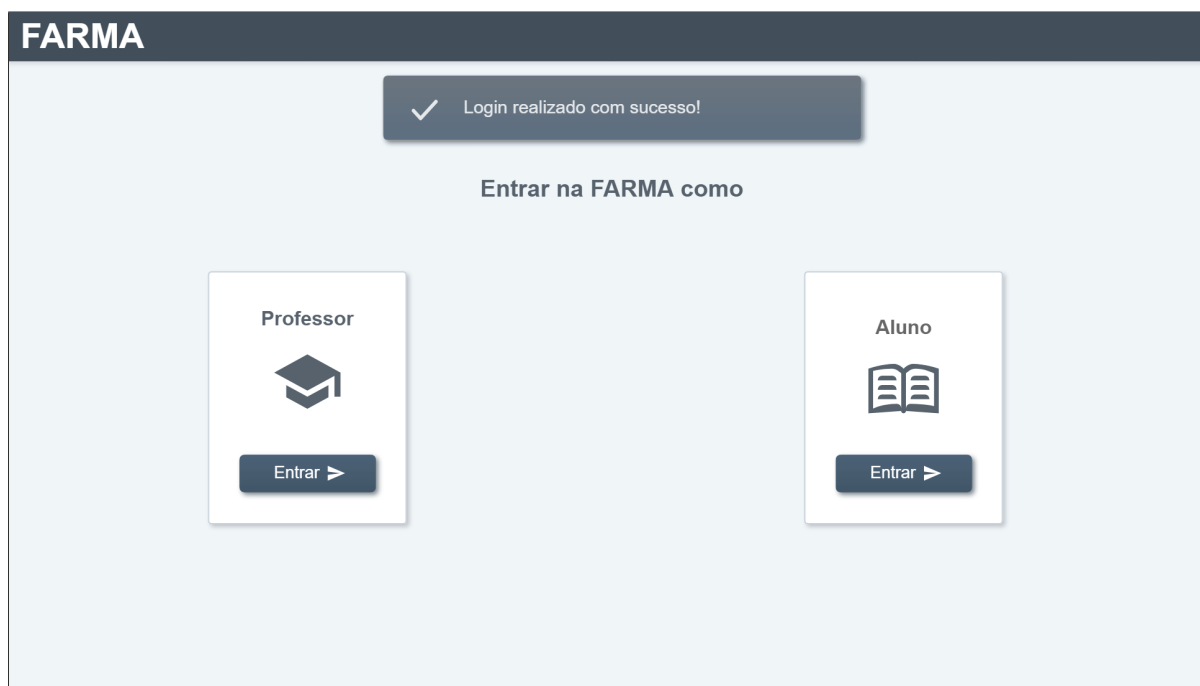 FARMA
Login realizado com sucesso!
Entrar na FARMA como
Professor
Entrar
Aluno
Entrar